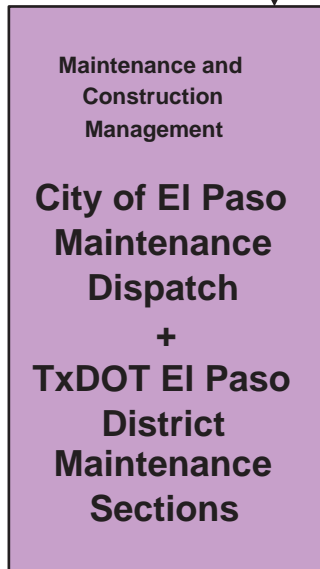 Maintenance and
Construction
Management
City of El Paso
Maintenance
Dispatch
+
TxDOT El Paso
District
Maintenance
Sections